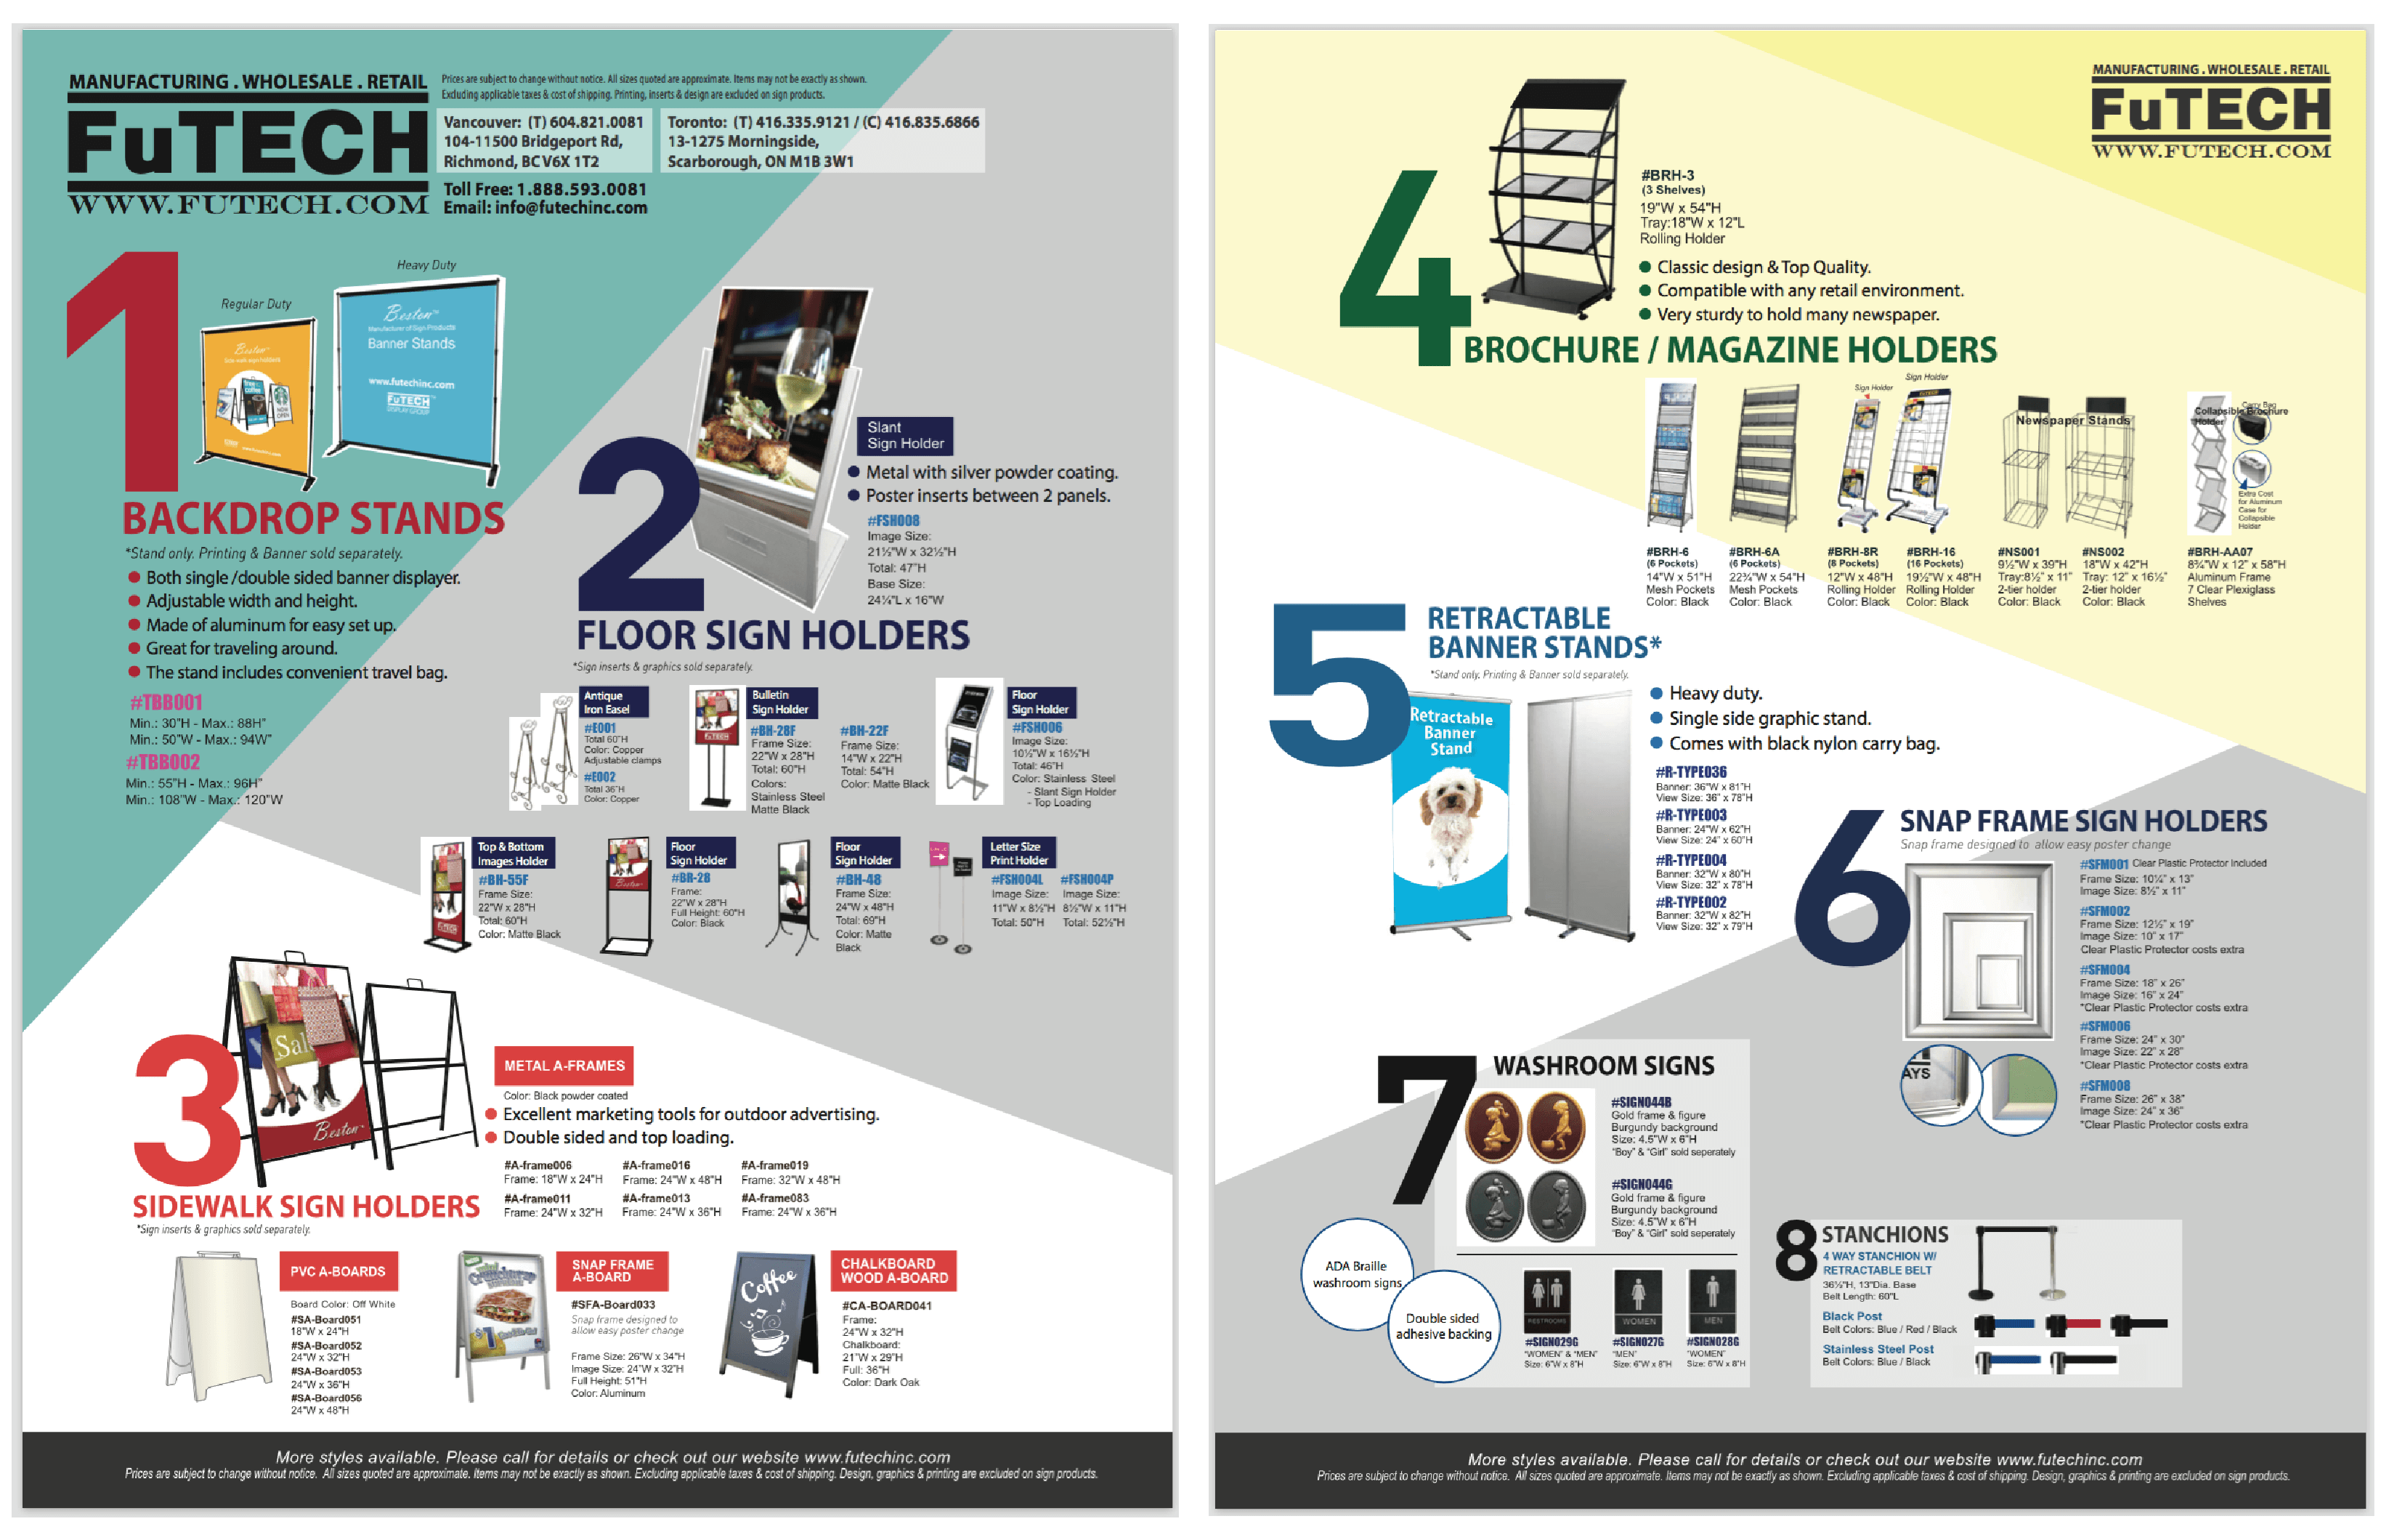 MANUFACTURING . WHOLESALE . RETAIL
FuTECH
WWW.FUTECH.COM
Prices are subject to change without notice. All sizes quoted are approximate. Items may not be exactly as shown.
Excluding applicable taxes & cost of shipping. Printing, inserts & design are excluded on sign products.
Vancouver: (T) 604.821.0081
104-11500 Bridgeport Rd,
Richmond, BC V6X 1T2
Toronto: (T) 416.335.9121 / (C) 416.835.6866
13-1275 Morningside,
Scarborough, ON M1B 3W1
Toll Free: 1.888.593.0081
Email: info@futechinc.com
1
Regular Duty
Heavy Duty
Beston
Beston™
Manufacturer of Sign Products
Banner Stands
www.futechinc.com
FuTECH
DISPLAY GROUP
BACKDROP STANDS
*Stand only. Printing & Banner sold separately.
Both single /double sided banner displayer.
Adjustable width and height.
Made of aluminum for easy set up.
Great for traveling around.
The stand includes convenient travel bag.
#TBB001
Min.: 30"H - Max.: 88H"
Min.: 50"W - Max.: 94W"
#TBB002
Min.: 55"H - Max.: 96H"
Min.: 108"W - Max.: 120"W
2
Slant
Sign Holder
Metal with silver powder coating.
Poster inserts between 2 panels.
#FSH008
Image Size:
21½"W x 32½"H
Total: 47"H
Base Size:
24¼"L x 16"W
FLOOR SIGN HOLDERS
*Sign inserts & graphics sold separately.
Antique
Iron Easel
#E001
Total 60"H
Color: Copper
Adjustable clamps
#E002
Total 36"H
Color: Copper
Bulletin
Sign Holder
#BH-28F
Frame Size:
22"W x 28"H
Total: 60"H
Colors:
Stainless Steel
Matte Black
#BH-22F
Frame Size:
14"W x 22"H
Total: 54"H
Color: Matte Black
Floor
Sign Holder
#FSH006
Image Size:
10½"W x 16½"H
Total: 46"H
Color: Stainless Steel
- Slant Sign Holder
- Top Loading
Top & Bottom
Images Holder
#BH-55F
Frame Size:
22"W x 28"H
Total: 60"H
Color: Matte Black
Floor
Sign Holder
#BR-28
Frame:
22"W x 28"H
Full Height: 60"H
Color: Black
Floor
Sign Holder
#BH-48
Frame Size:
24"W x 48"H
Total: 69"H
Color: Matte
Black
Letter Size
Print Holder
#FSH004L
Image Size:
11"W x 8½"H
Total: 50"H
#FSH004P
Image Size:
8½"W x 11"H
Total: 52½"H
3
Sal
Beston
METAL A-FRAMES
Color: Black powder coated
Excellent marketing tools for outdoor advertising.
Double sided and top loading.
#A-frame006
Frame: 18"W x 24"H
#A-frame016
Frame: 24"W x 48"H
#A-frame019
Frame: 32"W x 48"H
#A-frame011
Frame: 24"W x 32"H
#A-frame013
Frame: 24"W x 36"H
#A-frame083
Frame: 24"W x 36"H
SIDEWALK SIGN HOLDERS
*Sign inserts & graphics sold separately.
PVC A-BOARDS
Board Color: Off White
#SA-Board051
18"W x 24"H
#SA-Board052
24"W x 32"H
#SA-Board053
24"W x 36"H
#SA-Board056
24"W x 48"H
SNAP FRAME
A-BOARD
#SFA-Board033
Snap frame designed to
allow easy poster change
Frame Size: 26"W x 34"H
Image Size: 24"W x 32"H
Full Height: 51"H
Color: Aluminum
Coffee
CHALKBOARD
WOOD A-BOARD
#CA-BOARD041
Frame:
24"W x 32"H
Chalkboard:
21"W x 29"H
Full: 36"H
Color: Dark Oak
More styles available. Please call for details or check out our website www.futechinc.com
Prices are subject to change without notice. All sizes quoted are approximate. Items may not be exactly as shown. Excluding applicable taxes & cost of shipping. Design, graphics & printing are excluded on sign products.
MANUFACTURING . WHOLESALE . RETAIL
FuTECH
WWW.FUTECH.COM
4
#BRH-3
(3 Shelves)
19"W x 54"H
Tray:18"W x 12"L
Rolling Holder
Classic design & Top Quality.
Compatible with any retail environment.
Very sturdy to hold many newspaper.
BROCHURE / MAGAZINE HOLDERS
Sign Holder
Sign Holder
Newspaper Stands
Collapsible Brochure
Holder
Carry Bag
Extra Cost
for Aluminum
Case for
Collapsible
Holder
#BRH-6
(6 Pockets)
14"W x 51"H
Mesh Pockets
Color: Black
#BRH-6A
(6 Pockets)
22¾"W x 54"H
Mesh Pockets
Color: Black
#BRH-8R
(8 Pockets)
12"W x 48"H
Rolling Holder
Color: Black
#BRH-16
(16 Pockets)
19½"W x 48"H
Rolling Holder
Color: Black
#NS001
9½"W x 39"H
Tray:8½" x 11"
2-tier holder
Color: Black
#NS002
18"W x 42"H
Tray: 12" x 16½"
2-tier holder
Color: Black
#BRH-AA07
8¾"W x 12" x 58"H
Aluminum Frame
7 Clear Plexiglass
Shelves
5
RETRACTABLE
BANNER STANDS*
*Stand only. Printing & Banner sold separately.
Retractable
Banner
Stand
Heavy duty.
Single side graphic stand.
Comes with black nylon carry bag.
#R-TYPE036
Banner: 36"W x 81"H
View Size: 36" x 78"H
#R-TYPE003
Banner: 24"W x 62"H
View Size: 24" x 60"H
#R-TYPE004
Banner: 32"W x 80"H
View Size: 32" x 78"H
#R-TYPE002
Banner: 32"W x 82"H
View Size: 32" x 79"H
6
SNAP FRAME SIGN HOLDERS
Snap frame designed to allow easy poster change
#SFM001 Clear Plastic Protector Included
Frame Size: 10¼" x 13"
Image Size: 8½" x 11"
#SFM002
Frame Size: 12½" x 19"
Image Size: 10" x 17"
Clear Plastic Protector costs extra
#SFM004
Frame Size: 18" x 26"
Image Size: 16" x 24"
*Clear Plastic Protector costs extra
#SFM006
Frame Size: 24" x 30"
Image Size: 22" x 28"
*Clear Plastic Protector costs extra
#SFM008
Frame Size: 26" x 38"
Image Size: 24" x 36"
*Clear Plastic Protector costs extra
AYS
7
WASHROOM SIGNS
#SIGN044B
Gold frame & figure
Burgundy background
Size: 4.5"W x 6"H
"Boy" & "Girl" sold seperately
#SIGN044G
Gold frame & figure
Burgundy background
Size: 4.5"W x 6"H
"Boy" & "Girl" sold seperately
ADA Braille
washroom signs
Double sided
adhesive backing
RESTROOMS
WOMEN
MEN
#SIGN029G
"WOMEN" & "MEN"
Size: 6"W x 8"H
#SIGN027G
"MEN"
Size: 6"W x 8"H
#SIGN028G
"WOMEN"
Size: 6"W x 8"H
8
STANCHIONS
4 WAY STANCHION W/
RETRACTABLE BELT
36½"H, 13"Dia. Base
Belt Length: 60"L
Black Post
Belt Colors: Blue / Red / Black
Stainless Steel Post
Belt Colors: Blue / Black
More styles available. Please call for details or check out our website www.futechinc.com
Prices are subject to change without notice. All sizes quoted are approximate. Items may not be exactly as shown. Excluding applicable taxes & cost of shipping. Design, graphics & printing are excluded on sign products.